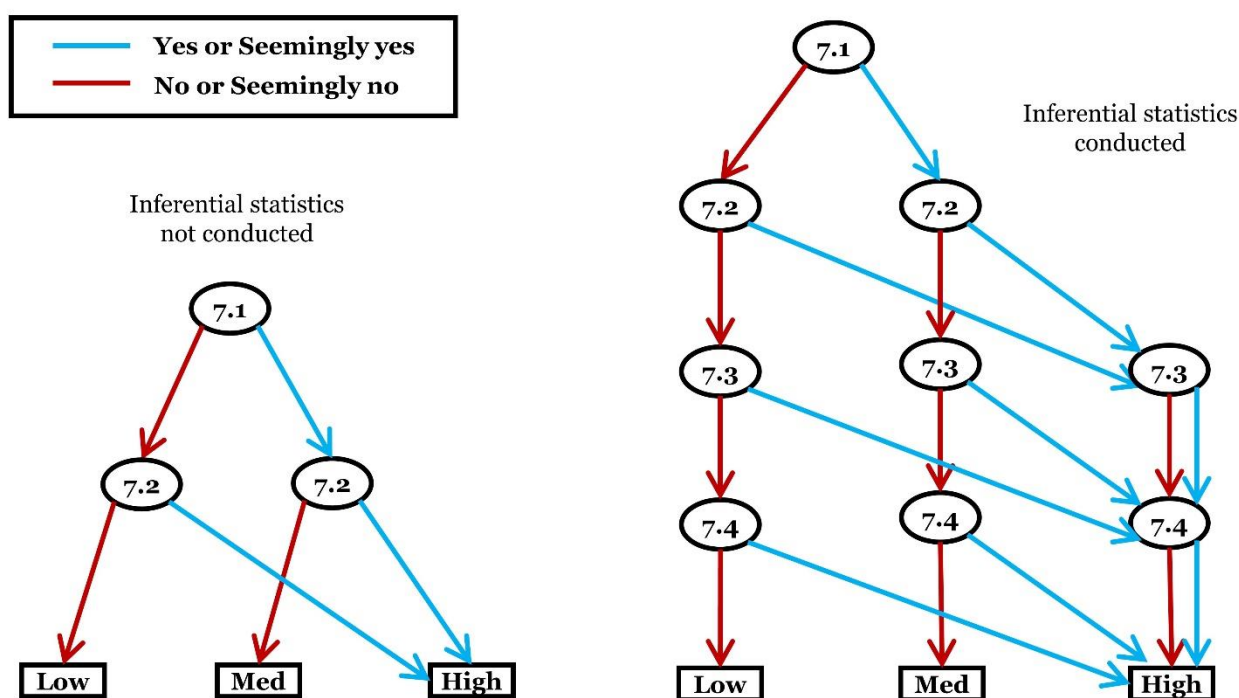 Yes or Seemingly yes
No or Seemingly no
Inferential statistics
not conducted
7.1
7.2
7.2
Low
Med
High
7.1
Inferential statistics
conducted
7.2
7.2
7.3
7.3
7.3
7.4
7.4
7.4
Low
Med
High